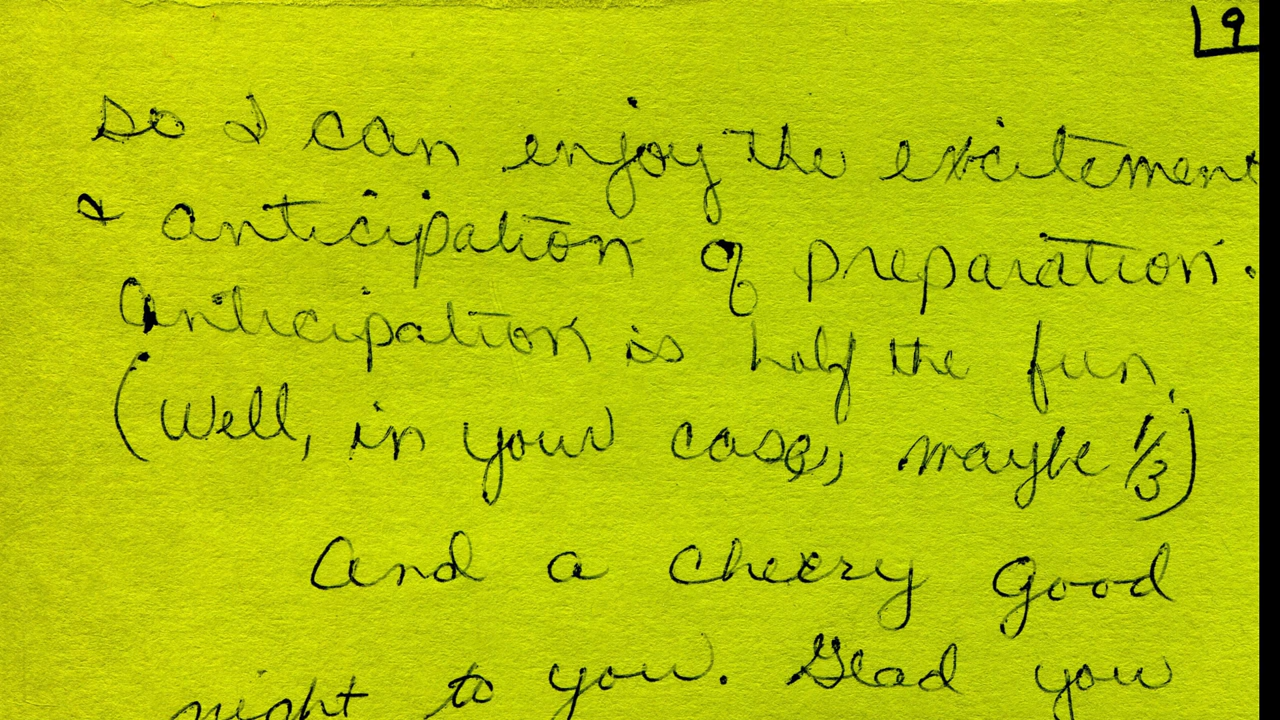 9
so I can enjoy the excitement
& anticipation of preparation.
Anticipation is half the fun.
(Well, in your case, maybe 1/3)
And a cheery good
night to you. Glad you